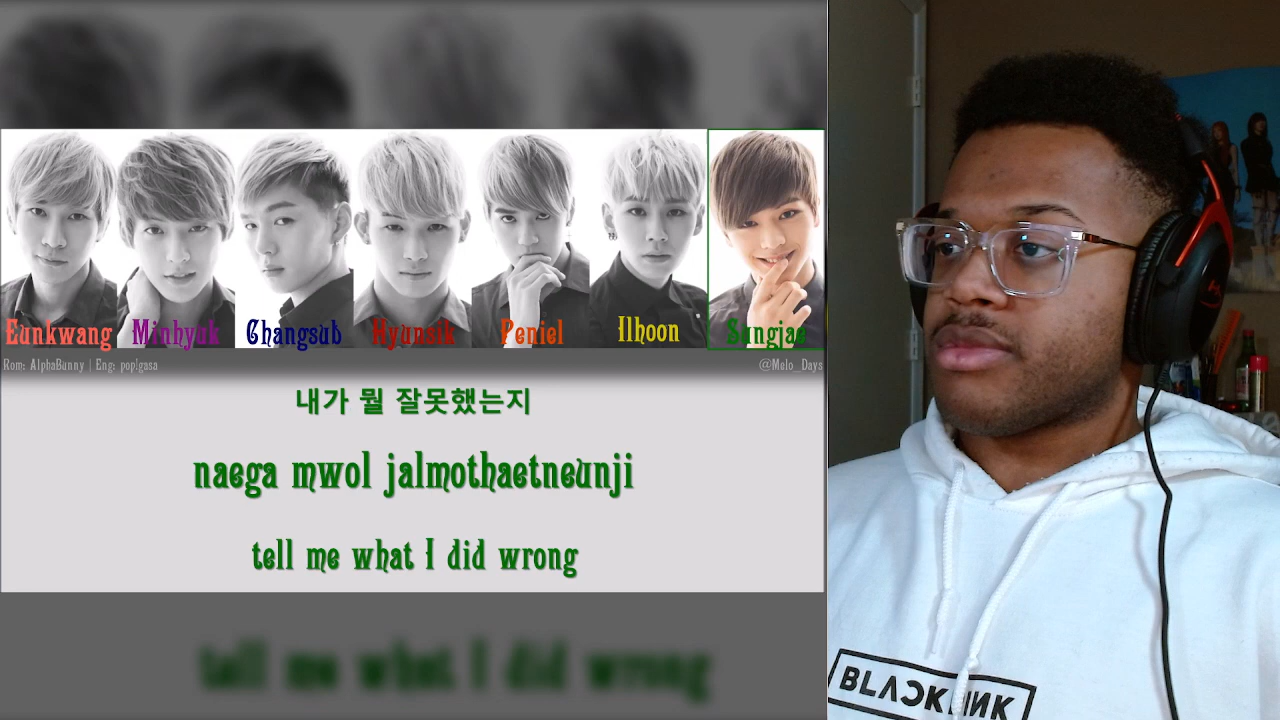 Eunkwang Minhyuk Changsub Hyunsik Peniel Ilhoon Sungjae
Rom: AlphaBunny | Eng: pop!gasa @Melo_Days
내가 뭘 잘못했는지
naega mwol jalmothaetneunji
tell me what I did wrong
tell me what I did wrong
BLACKPINK